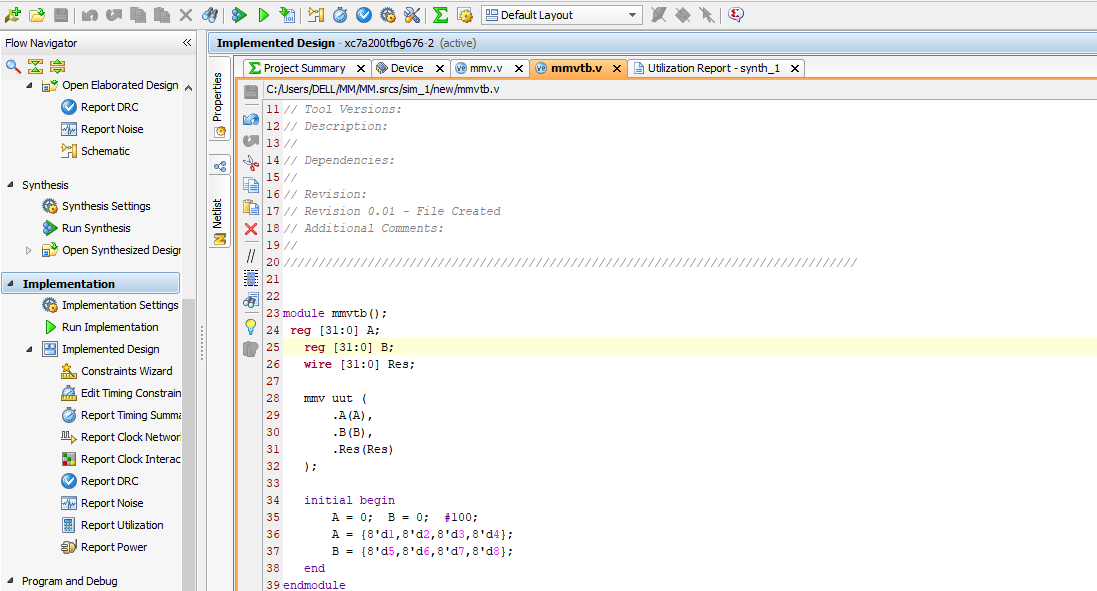 Default Layout
Flow Navigator
Implemented Design - xc7a200tfbg676-2 (active)
Project Summary
Device
mmv.v
mmvtb.v
Utilization Report - synth_1
C:/Users/DELL/MM/MM.srcs/sim_1/new/mmvtb.v
Open Elaborated Design
Report DRC
Report Noise
Schematic
Synthesis
Synthesis Settings
Run Synthesis
Open Synthesized Design
Implementation
Implementation Settings
Run Implementation
Implemented Design
Constraints Wizard
Edit Timing Constrain
Report Timing Summa
Report Clock Networ
Report Clock Interac
Report DRC
Report Noise
Report Utilization
Report Power
Program and Debug
Properties
Netlist
11 // Tool Versions:
12 // Description:
13 //
14 // Dependencies:
15 //
16 // Revision:
17 // Revision 0.01 - File Created
18 // Additional Comments:
19 //
20 //////////////////////////////////////////////////////////////////////////////////
21
22
23 module mmvtb();
24 reg [31:0] A;
25 reg [31:0] B;
26 wire [31:0] Res;
27
28 mmv uut (
29 .A(A),
30 .B(B),
31 .Res(Res)
32 );
33
34 initial begin
35 A = 0; B = 0; #100;
36 A = {8'd1,8'd2,8'd3,8'd4};
37 B = {8'd5,8'd6,8'd7,8'd8};
38 end
39 endmodule